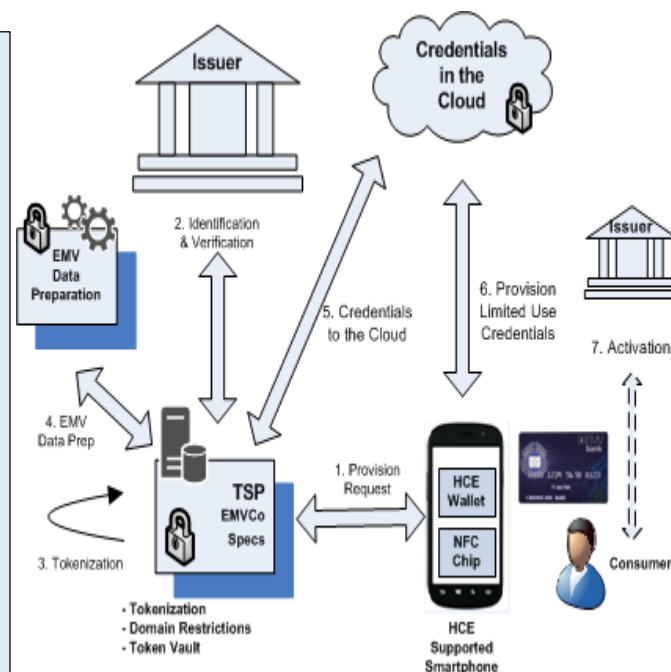 Issuer
Credentials
in the
Cloud
2. Identification
& Verification
EMV
Data
Preparation
5. Credentials
to the Cloud
6. Provision
Limited Use
Credentials
Issuer
7. Activation
4. EMV
Data Prep
TSP
EMVCo
Specs
1. Provision
Request
HCE
Wallet
NFC
Chip
EMV
bank
3. Tokenization
Consumer
- Tokenization
- Domain Restrictions
- Token Vault
HCE
Supported
Smartphone